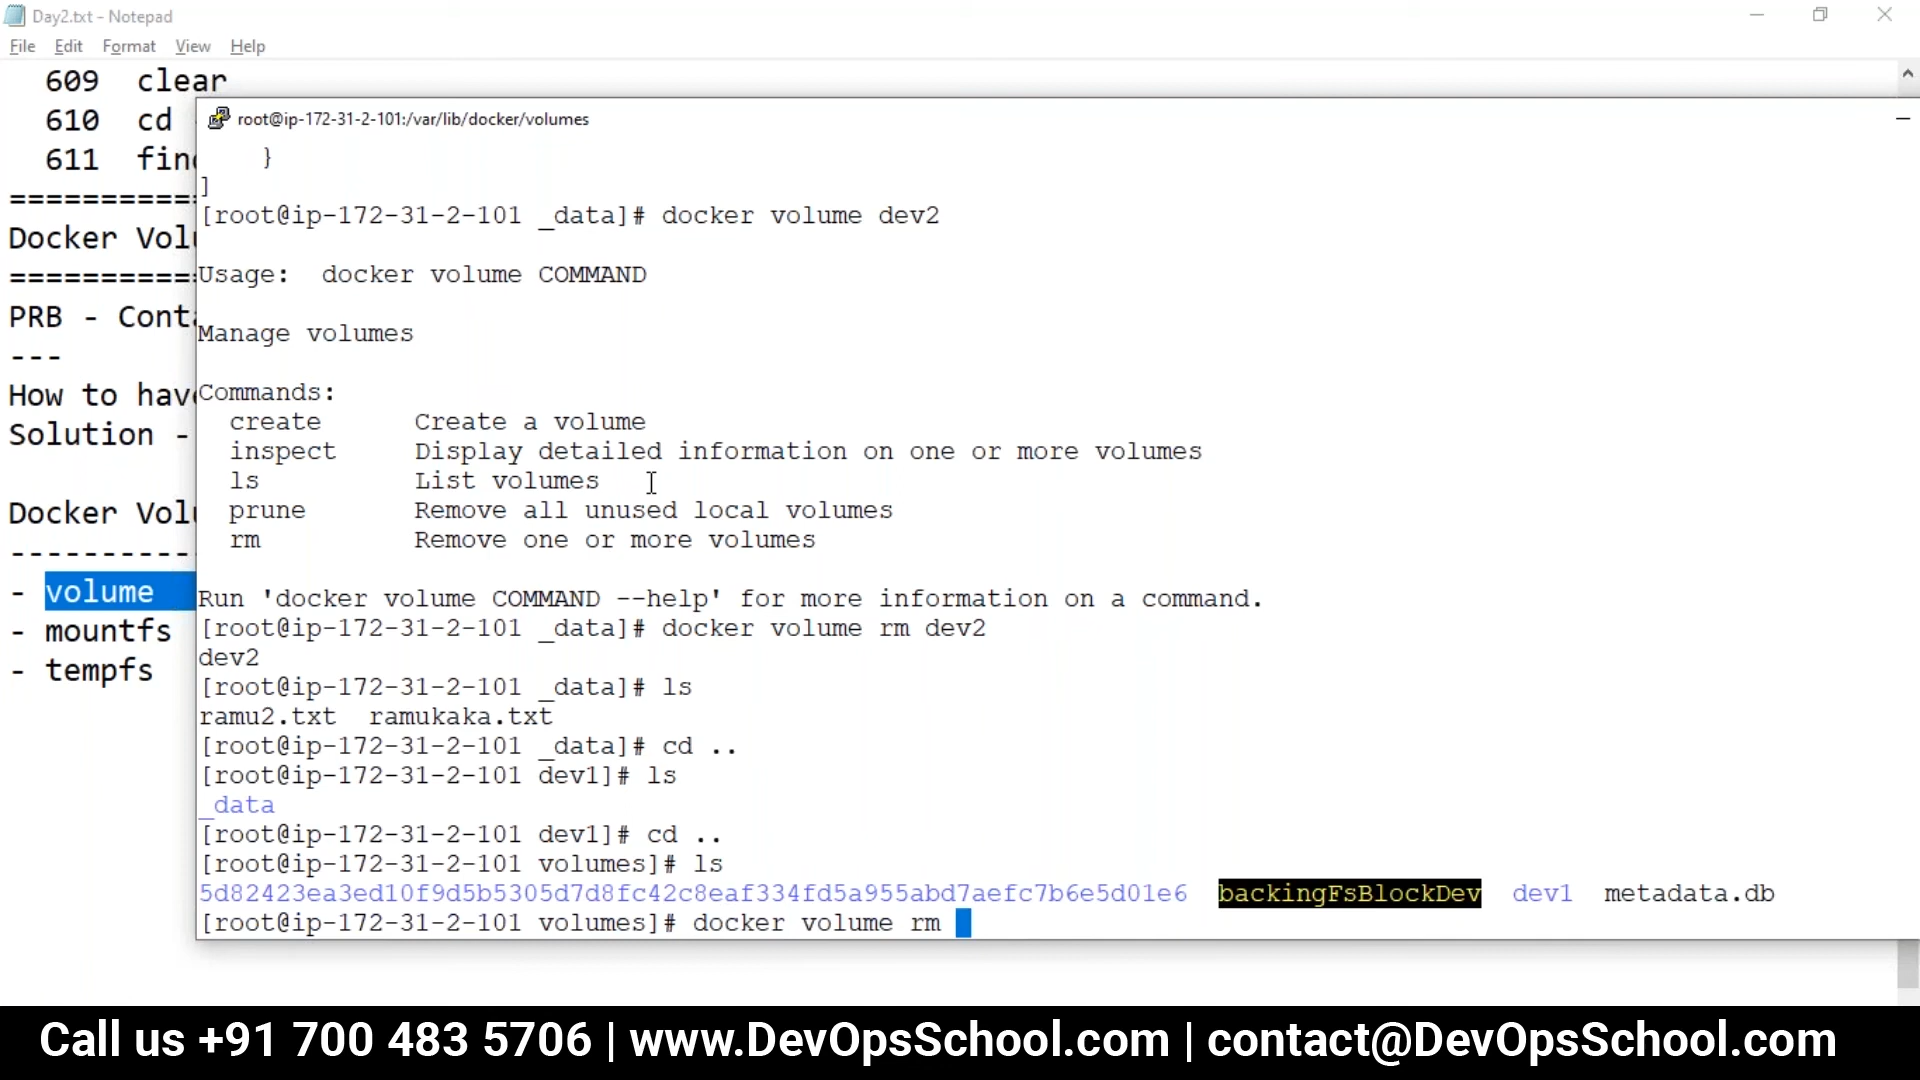 Day2.txt - Notepad
File Edit Format View Help
609 clear
610 cd
611 find
==========
Docker Volu
==========
PRB - Conta
---
How to have
Solution -
Docker Volu
-----------
- volume
- mountfs
- tempfs
root@ip-172-31-2-101:/var/lib/docker/volumes
}
]
[root@ip-172-31-2-101 _data]# docker volume dev2
Usage:  docker volume COMMAND
Manage volumes
Commands:
create      Create a volume
inspect     Display detailed information on one or more volumes
ls          List volumes
prune       Remove all unused local volumes
rm          Remove one or more volumes
Run 'docker volume COMMAND --help' for more information on a command.
[root@ip-172-31-2-101 _data]# docker volume rm dev2
dev2
[root@ip-172-31-2-101 _data]# ls
ramu2.txt  ramukaka.txt
[root@ip-172-31-2-101 _data]# cd ..
[root@ip-172-31-2-101 dev1]# ls
_data
[root@ip-172-31-2-101 dev1]# cd ..
[root@ip-172-31-2-101 volumes]# ls
5d82423ea3ed10f9d5b5305d7d8fc42c8eaf334fd5a955abd7aefc7b6e5d01e6  backingFsBlockDev  dev1  metadata.db
[root@ip-172-31-2-101 volumes]# docker volume rm
Call us +91 700 483 5706 | www.DevOpsSchool.com | contact@DevOpsSchool.com